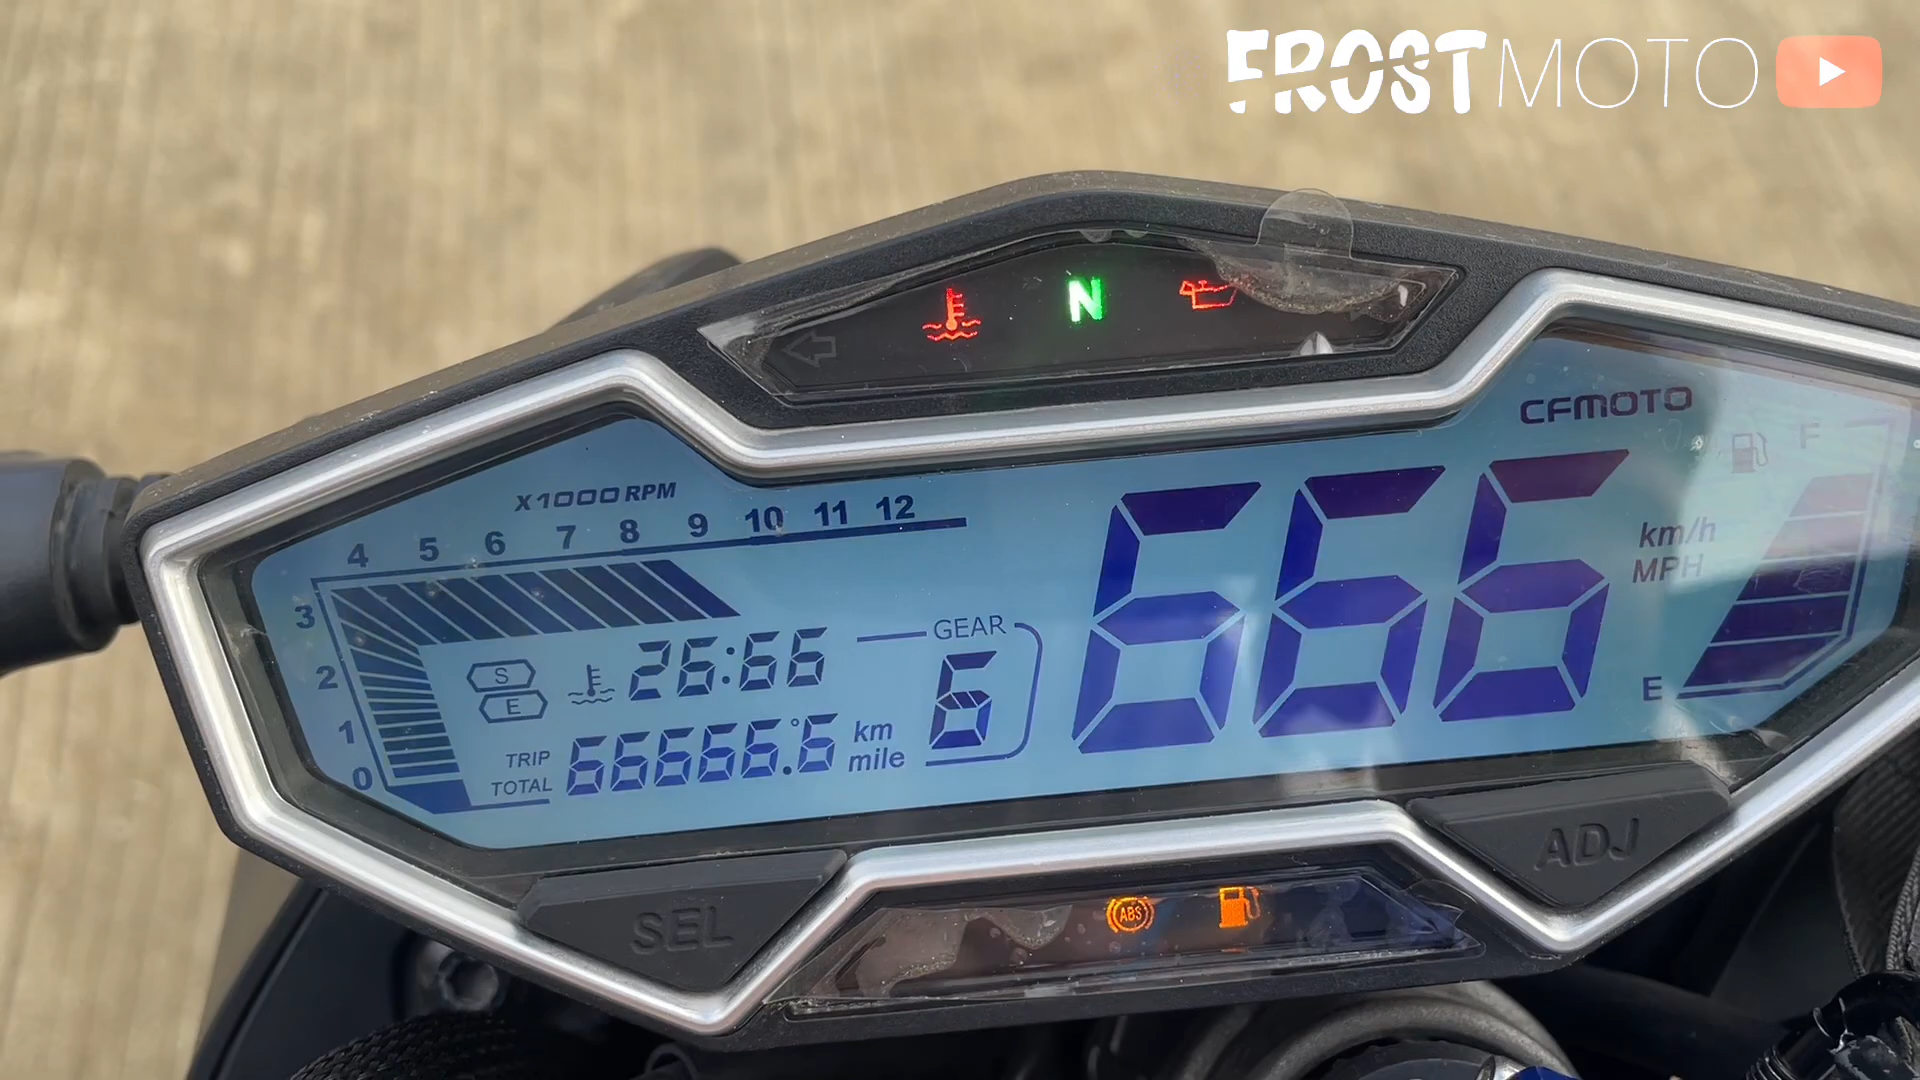 FROSTMOTO
N
CFMOTO
X1000 RPM
F
4 5 6 7 8 9 10 11 12
km/h
MPH
3
2
1
0
S
E
26:66
GEAR
6
666
E
TRIP
TOTAL
66666.6
km
mile
SEL
ADJ
ABS